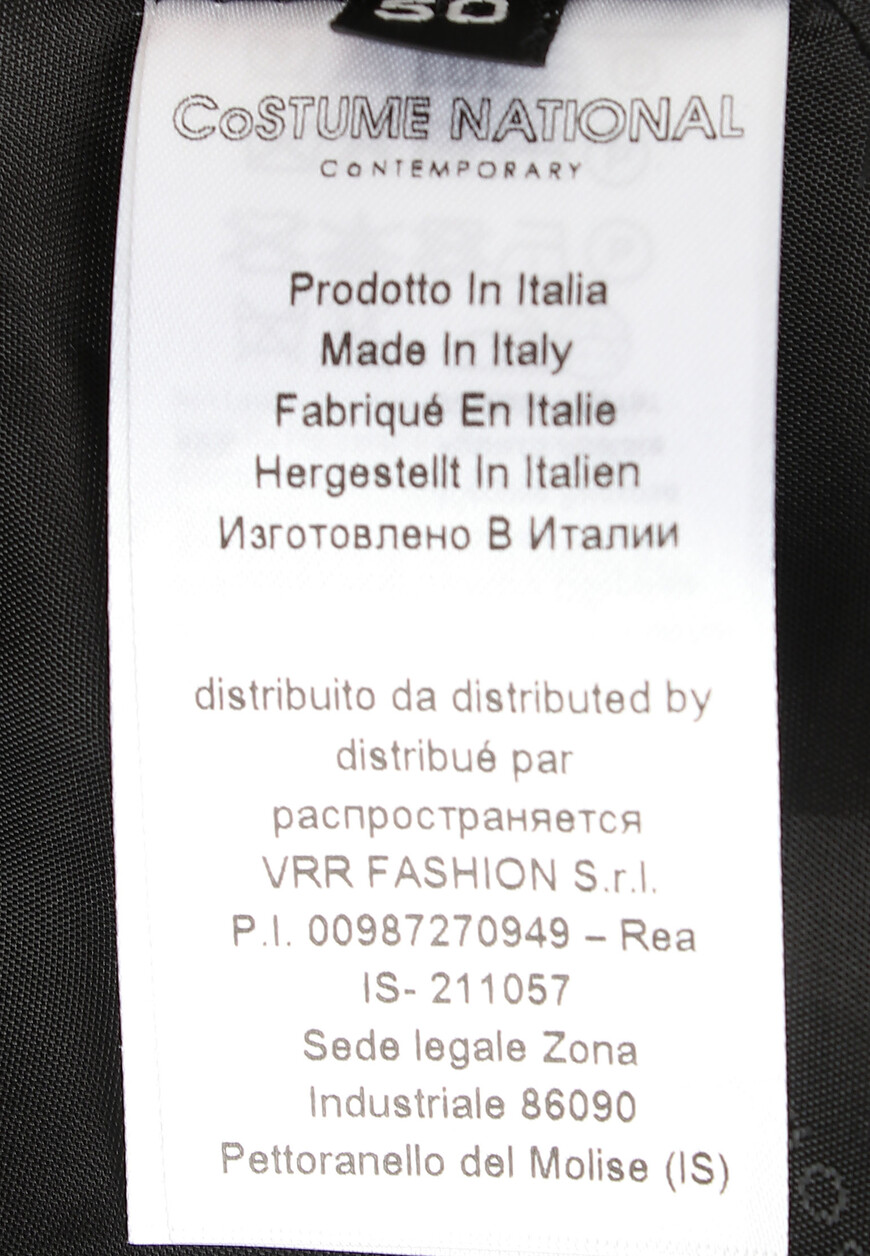 50
CoSTUME NATIONAL
CoNTEMPORARY
Prodotto In Italia
Made In Italy
Fabriqué En Italie
Hergestellt In Italien
Изготовлено В Италии
distribuito da distributed by
distribué par
распространяется
VRR FASHION S.r.l.
P.I. 00987270949 – Rea
IS- 211057
Sede legale Zona
Industriale 86090
Pettoranello del Molise (IS)